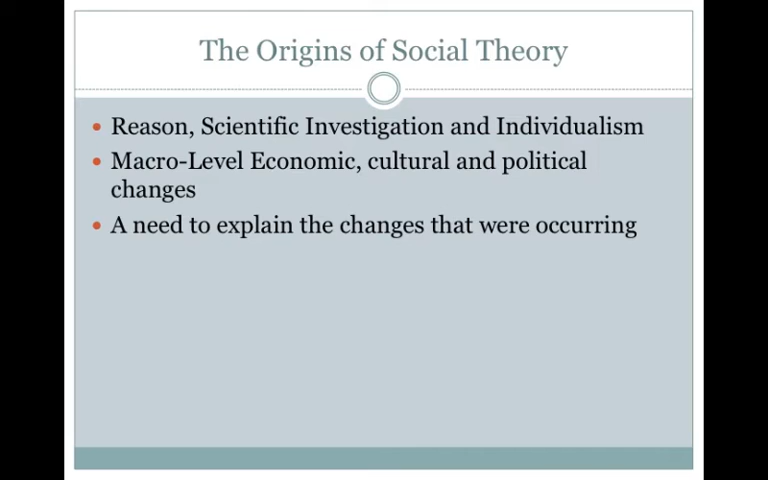 The Origins of Social Theory
• Reason, Scientific Investigation and Individualism
• Macro-Level Economic, cultural and political
changes
• A need to explain the changes that were occurring